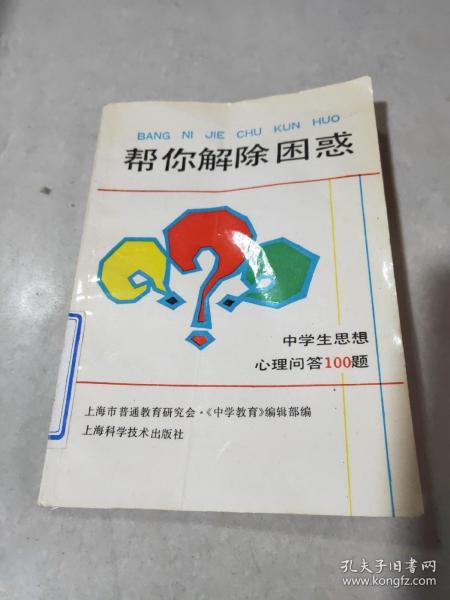 BANG NI JIE CHU KUN HUO
帮你解除困惑
中学生思想
心理问答100题
上海市普通教育研究会·《中学教育》编辑部编
上海科学技术出版社
孔夫子旧书网
www.kongfz.com